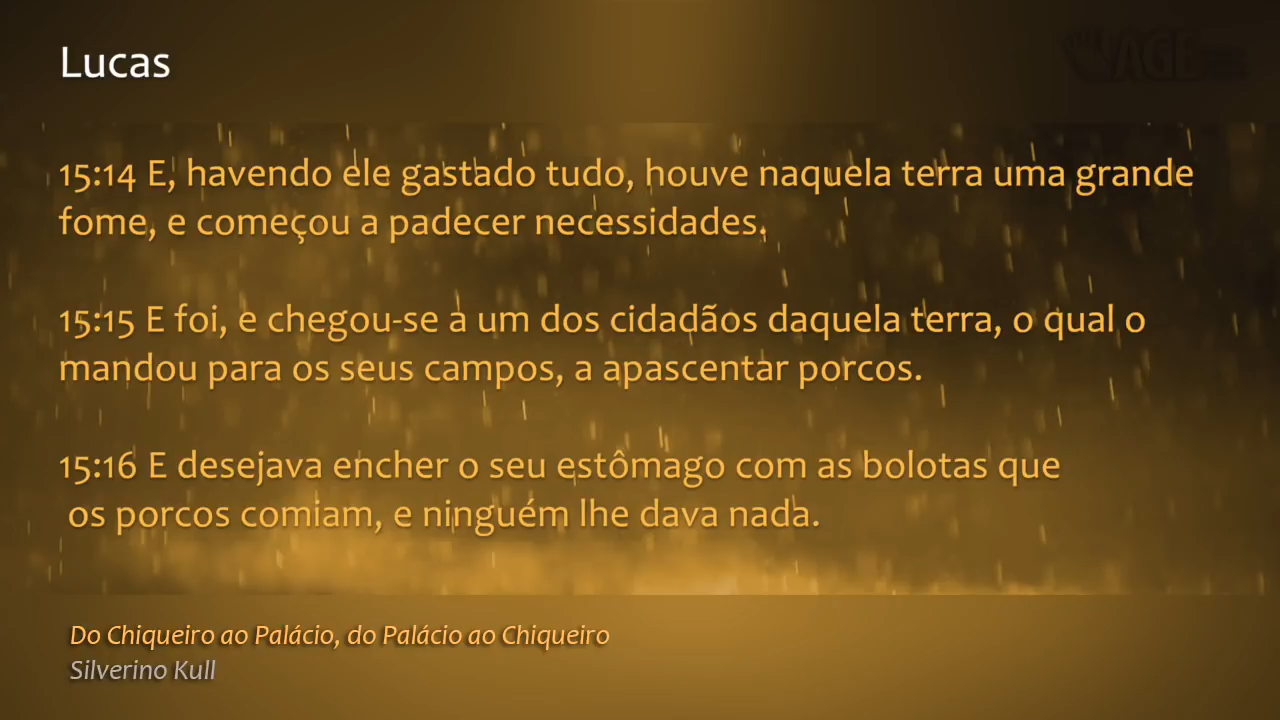 Lucas
15:14 E, havendo ele gastado tudo, houve naquela terra uma grande
fome, e começou a padecer necessidades.
15:15 E foi, e chegou-se a um dos cidadãos daquela terra, o qual o
mandou para os seus campos, a apascentar porcos.
15:16 E desejava encher o seu estômago com as bolotas que
os porcos comiam, e ninguém lhe dava nada.
Do Chiqueiro ao Palácio, do Palácio ao Chiqueiro
Silverino Kull